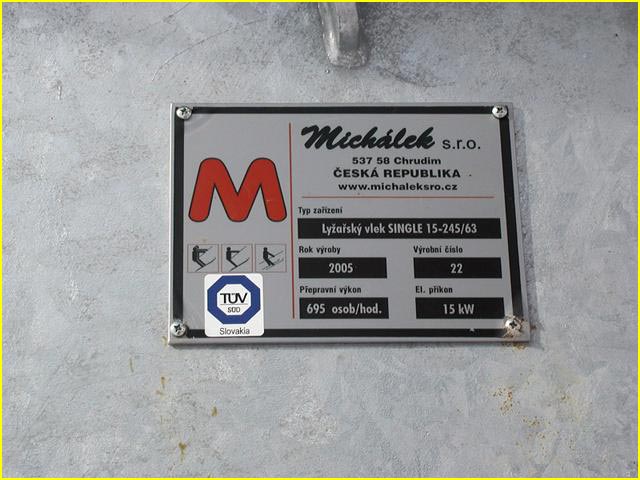 Michálek s.r.o.
537 58 Chrudim
ČESKÁ REPUBLIKA
www.michaleksro.cz
M
Typ zařízení
Lyžařský vlek SINGLE 15-245/63
Rok výroby
Výrobní číslo
2005
22
Přepravní výkon
El. příkon
695 osob/hod.
15 kW
TÜV
SÜD
Slovakia